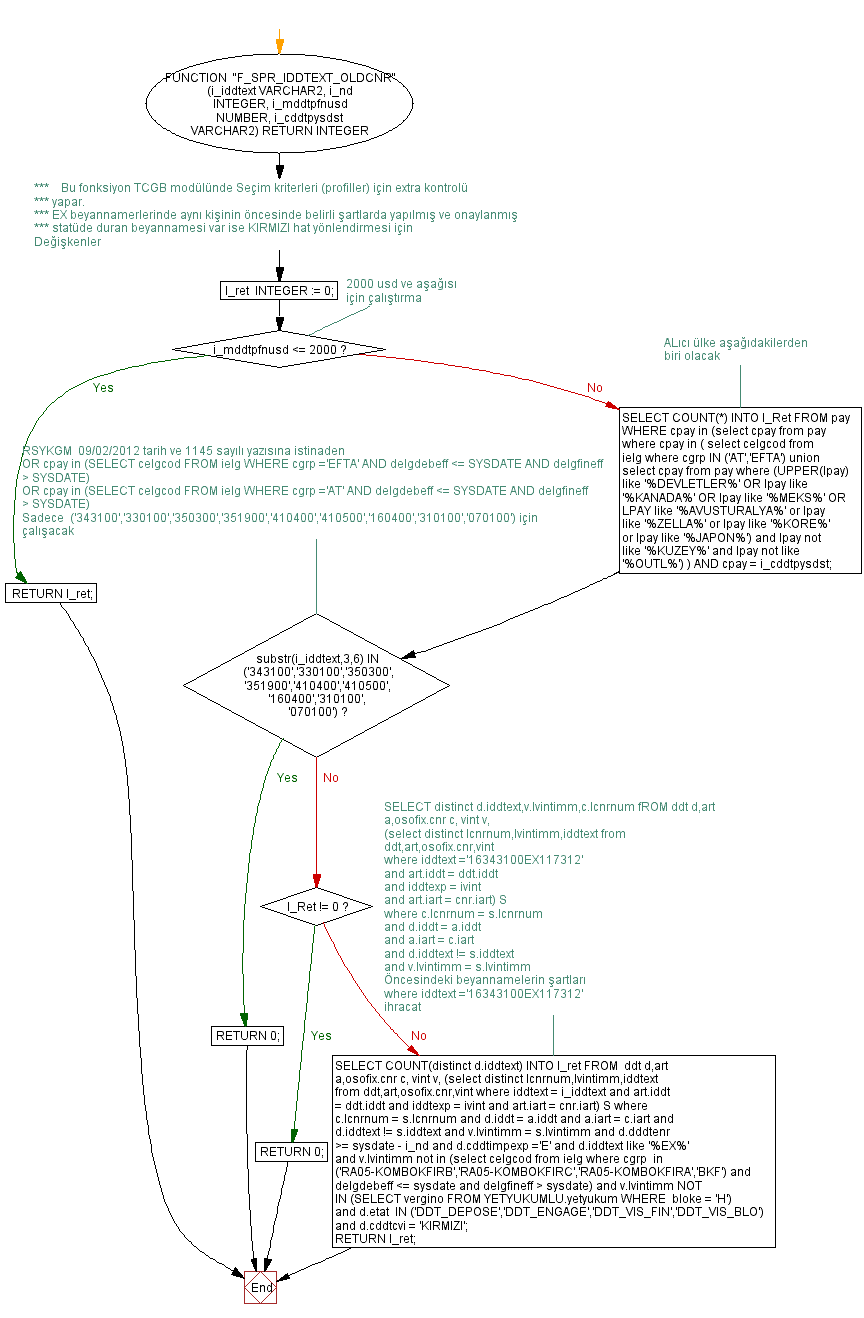 FUNCTION "F_SPR_IDDTEXT_OLDCNR"
(i_iddtext VARCHAR2, i_nd
INTEGER, i_mddtpfnusd
NUMBER, i_cddtpysdst
VARCHAR2) RETURN INTEGER
*** Bu fonksiyon TCGB modülünde Seçim kriterleri (profiller) için extra kontrolü
*** yapar.
*** EX beyannamerlerinde aynı kişinin öncesinde belirli şartlarda yapılmış ve onaylanmış
*** statüde duran beyannamesi var ise KIRMIZI hat yönlendirmesi için
Değişkenler
l_ret INTEGER := 0;
2000 usd ve aşağısı
için çalıştırma
i_mddtpfnusd <= 2000 ?
Yes
No
ALıcı ülke aşağıdakilerden
biri olacak
SELECT COUNT(*) INTO l_Ret FROM pay
WHERE cpay in (select cpay from pay
where cpay in ( select celgcod from
ielg where cgrp IN ('AT','EFTA') union
select cpay from pay where (UPPER(lpay)
like '%DEVLETLER%' OR lpay like
'%KANADA%' OR lpay like '%MEKS%' OR
LPAY like '%AVUSTURALYA%' or lpay
like '%ZELLA%' or lpay like '%KORE%'
or lpay like '%JAPON%') and lpay not
like '%KUZEY%' and lpay not like
'%OUTL%') ) AND cpay = i_cddtpysdst;
RSYKGM 09/02/2012 tarih ve 1145 sayılı yazısına istinaden
OR cpay in (SELECT celgcod FROM ielg WHERE cgrp ='EFTA' AND delgdebeff <= SYSDATE AND delgfineff
> SYSDATE)
OR cpay in (SELECT celgcod FROM ielg WHERE cgrp ='AT' AND delgdebeff <= SYSDATE AND delgfineff
> SYSDATE)
Sadece ('343100','330100','350300','351900','410400','410500','160400','310100','070100') için
çalışacak
RETURN l_ret;
substr(i_iddtext,3,6) IN
('343100','330100','350300',
'351900','410400','410500',
'160400','310100',
'070100') ?
Yes
No
SELECT distinct d.iddtext,v.lvintimm,c.lcnrnum fROM ddt d,art
a,osofix.cnr c, vint v,
(select distinct lcnrnum,lvintimm,iddtext from
ddt,art,osofix.cnr,vint
where iddtext ='16343100EX117312'
and art.iddt = ddt.iddt
and iddtexp = ivint
and art.iart = cnr.iart) S
where c.lcnrnum = s.lcnrnum
and d.iddt = a.iddt
and a.iart = c.iart
and d.iddtext != s.iddtext
and v.lvintimm = s.lvintimm
Öncesindeki beyannamelerin şartları
where iddtext ='16343100EX117312'
ihracat
l_Ret != 0 ?
RETURN 0;
Yes
No
SELECT COUNT(distinct d.iddtext) INTO l_ret FROM ddt d,art
a,osofix.cnr c, vint v, (select distinct lcnrnum,lvintimm,iddtext
from ddt,art,osofix.cnr,vint where iddtext = i_iddtext and art.iddt
= ddt.iddt and iddtexp = ivint and art.iart = cnr.iart) S where
c.lcnrnum = s.lcnrnum and d.iddt = a.iddt and a.iart = c.iart and
d.iddtext != s.iddtext and v.lvintimm = s.lvintimm and d.dddtenr
>= sysdate - i_nd and d.cddtimpexp ='E' and d.iddtext like '%EX%'
and v.lvintimm not in (select celgcod from ielg where cgrp in
('RA05-KOMBOKFIRB','RA05-KOMBOKFIRC','RA05-KOMBOKFIRA','BKF') and
delgdebeff <= sysdate and delgfineff > sysdate) and v.lvintimm NOT
IN (SELECT vergino FROM YETYUKUMLU.yetyukum WHERE bloke = 'H')
and d.etat IN ('DDT_DEPOSE','DDT_ENGAGE','DDT_VIS_FIN','DDT_VIS_BLO')
and d.cddtcvi = 'KIRMIZI';
RETURN l_ret;
RETURN 0;
End